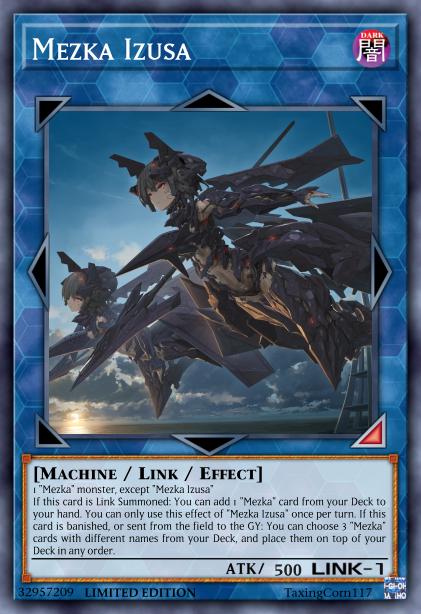 Mezka Izusa
DARK
闇
[Machine / Link / Effect]
1 "Mezka" monster, except "Mezka Izusa"
If this card is Link Summoned: You can add 1 "Mezka" card from your Deck to
your hand. You can only use this effect of "Mezka Izusa" once per turn. If this
card is banished, or sent from the field to the GY: You can choose 3 "Mezka"
cards with different names from your Deck, and place them on top of your
Deck in any order.
ATK/ 500 LINK-1
32957209 LIMITED EDITION TaxingCorn117